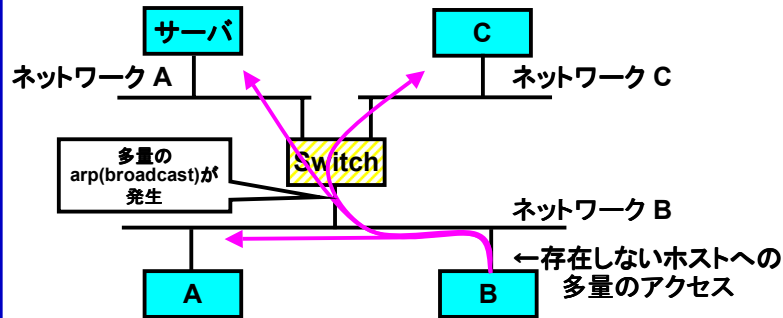 サーバ
C
ネットワーク A
ネットワーク C
多量の
arp(broadcast)が
発生
Switch
ネットワーク B
←存在しないホストへの
多量のアクセス
A
B